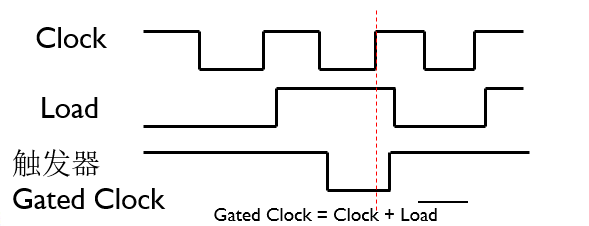 Clock
Load
触发器
Gated Clock
Gated Clock = Clock + Load